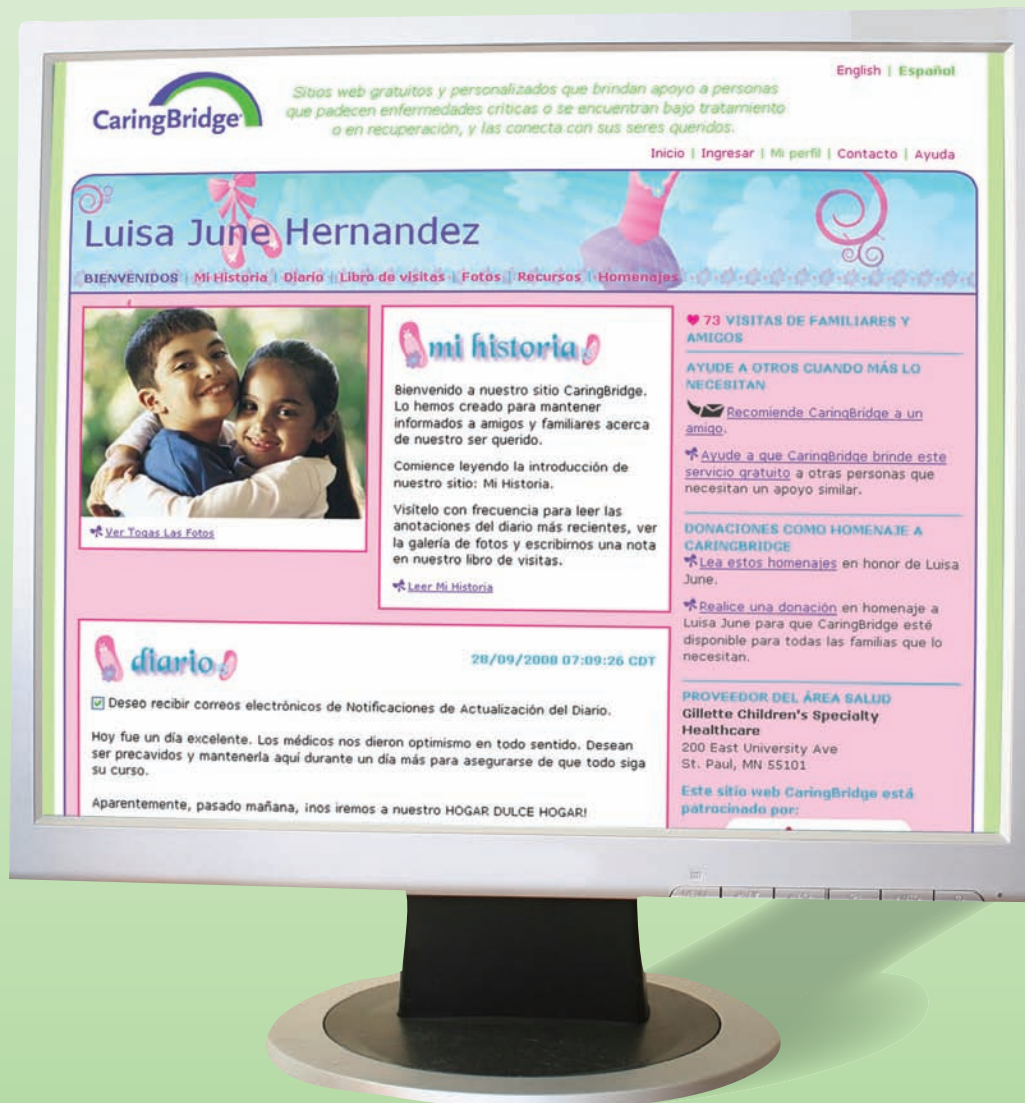 English | Español
CaringBridge
Sitios web gratuitos y personalizados que brindan apoyo a personas
que padecen enfermedades críticas o se encuentran bajo tratamiento
o en recuperación, y las conecta con sus seres queridos.
Inicio | Ingresar | Mi perfil | Contacto | Ayuda
Luisa June Hernandez
BIENVENIDOS | Mi Historia | Diario | Libro de visitas | Fotos | Recursos | Homenajes
Ver Togas Las Fotos
mi historia
Bienvenido a nuestro sitio CaringBridge.
Lo hemos creado para mantener
informados a amigos y familiares acerca
de nuestro ser querido.
Comience leyendo la introducción de
nuestro sitio: Mi Historia.
Visítelo con frecuencia para leer las
anotaciones del diario más recientes, ver
la galería de fotos y escribirnos una nota
en nuestro libro de visitas.
Leer Mi Historia
diario
28/09/2008 07:09:26 CDT
Deseo recibir correos electrónicos de Notificaciones de Actualización del Diario.
Hoy fue un día excelente. Los médicos nos dieron optimismo en todo sentido. Desean
ser precavidos y mantenerla aquí durante un día más para asegurarse de que todo siga
su curso.
Aparentemente, pasado mañana, ¡nos iremos a nuestro HOGAR DULCE HOGAR!
73 VISITAS DE FAMILIARES Y
AMIGOS
AYUDE A OTROS CUANDO MÁS LO
NECESITAN
Recomiende CaringBridge a un
amigo.
Ayude a que CaringBridge brinde este
servicio gratuito a otras personas que
necesitan un apoyo similar.
DONACIONES COMO HOMENAJE A
CARINGBRIDGE
Lea estos homenajes en honor de Luisa
June.
Realice una donación en homenaje a
Luisa June para que CaringBridge esté
disponible para todas las familias que lo
necesitan.
PROVEEDOR DEL ÁREA SALUD
Gillette Children's Specialty
Healthcare
200 East University Ave
St. Paul, MN 55101
Este sitio web CaringBridge está
patrocinado por: